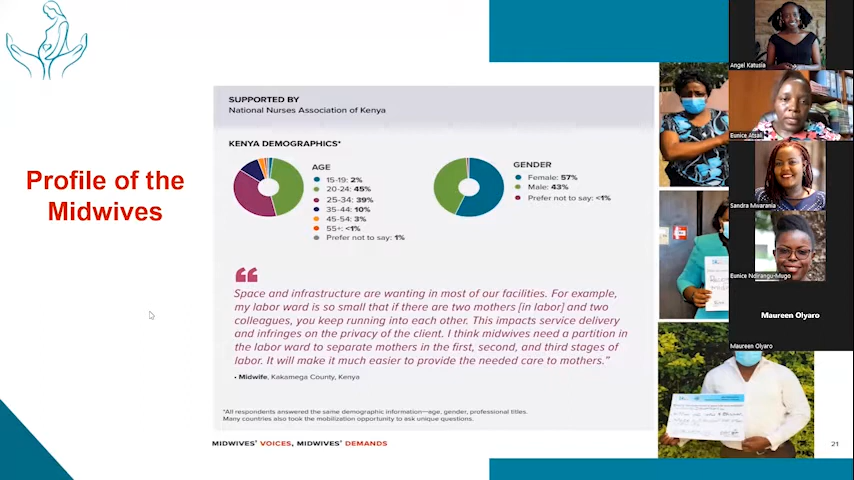 Profile of the
Midwives
SUPPORTED BY
National Nurses Association of Kenya
KENYA DEMOGRAPHICS*
AGE
15-19: 2%
20-24: 45%
25-34: 39%
35-44: 10%
45-54: 3%
55+: <1%
Prefer not to say: 1%
GENDER
Female: 57%
Male: 43%
Prefer not to say: <1%
Space and infrastructure are wanting in most of our facilities. For example,
my labor ward is so small that if there are two mothers [in labor] and two
colleagues, you keep running into each other. This impacts service delivery
and infringes on the privacy of the client. I think midwives need a partition in
the labor ward to separate mothers in the first, second, and third stages of
labor. It will make it much easier to provide the needed care to mothers.”
• Midwife, Kakamega County, Kenya
*All respondents answered the same demographic information—age, gender, professional titles.
Many countries also took the mobilization opportunity to ask unique questions.
MIDWIVES’ VOICES, MIDWIVES’ DEMANDS
21
Angel Katusia
Eunice Atsali
Sandra Mwarania
Eunice Ndirangu-Mugo
Maureen Olyaro
Maureen Olyaro